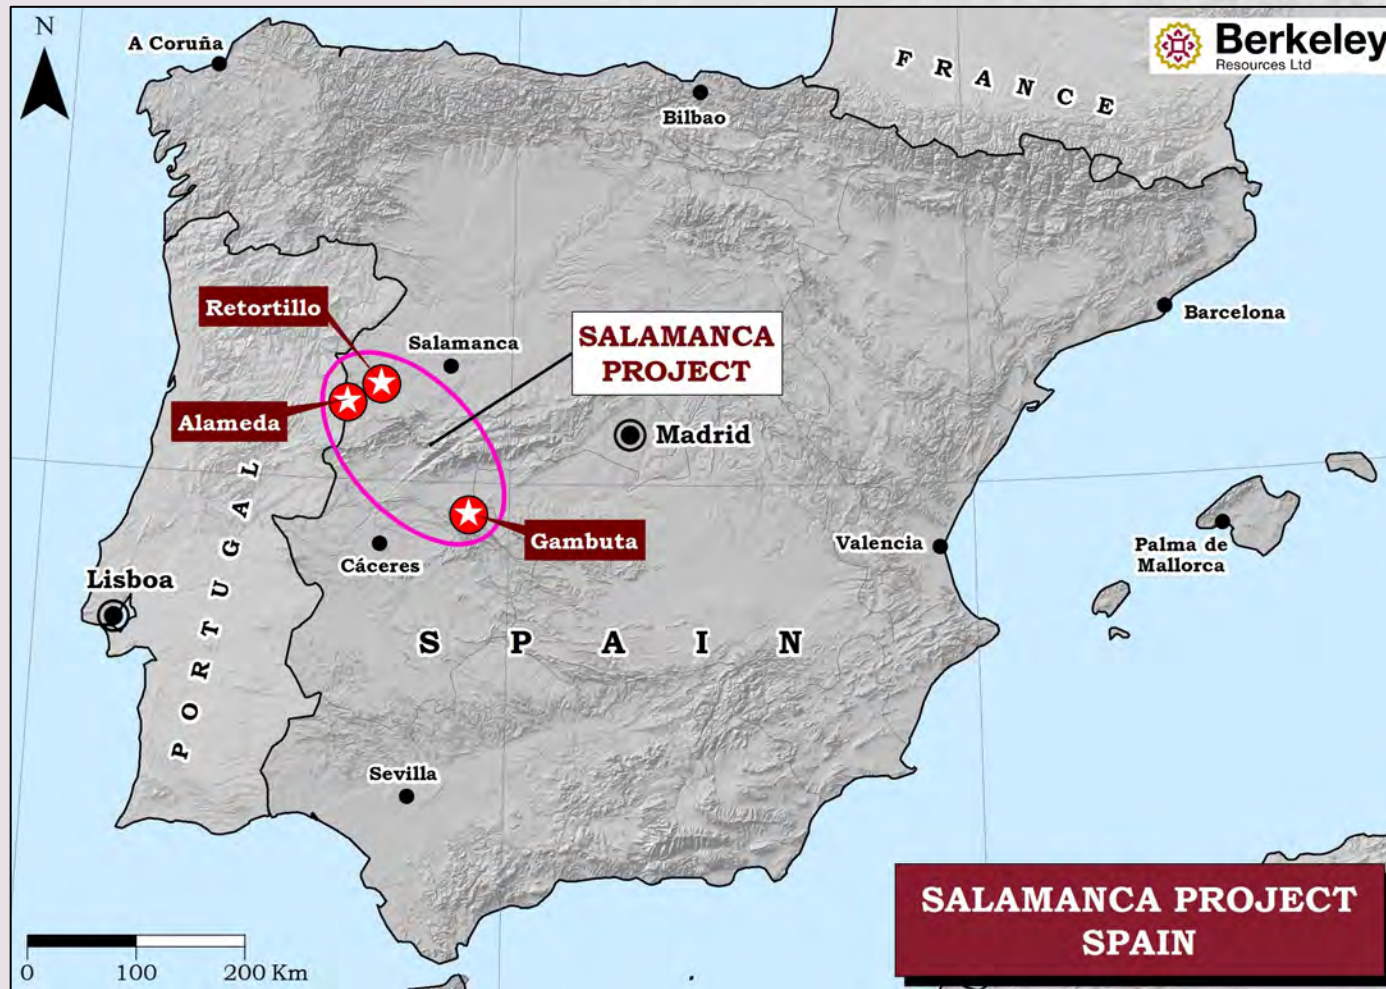 N
A Coruña
Bilbao
FRANCE
Berkeley
Resources Ltd
Retortillo
Salamanca
SALAMANCA
PROJECT
Barcelona
Alameda
Madrid
PORTUGAL
Gambuta
Cáceres
Valencia
Palma de
Mallorca
Lisboa
SPAIN
Sevilla
0 100 200 Km
SALAMANCA PROJECT
SPAIN